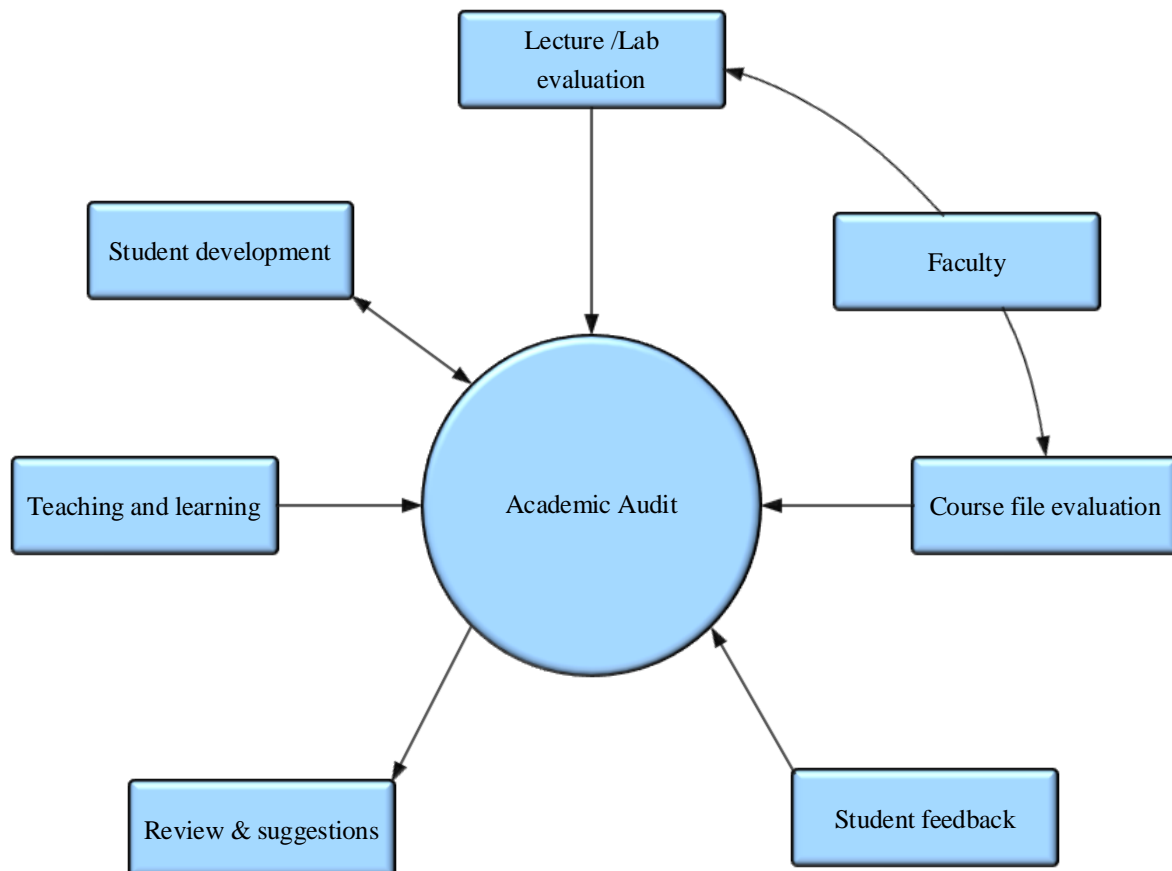 Lecture /Lab
evaluation
Student development
Faculty
Teaching and learning
Academic Audit
Course file evaluation
Review & suggestions
Student feedback